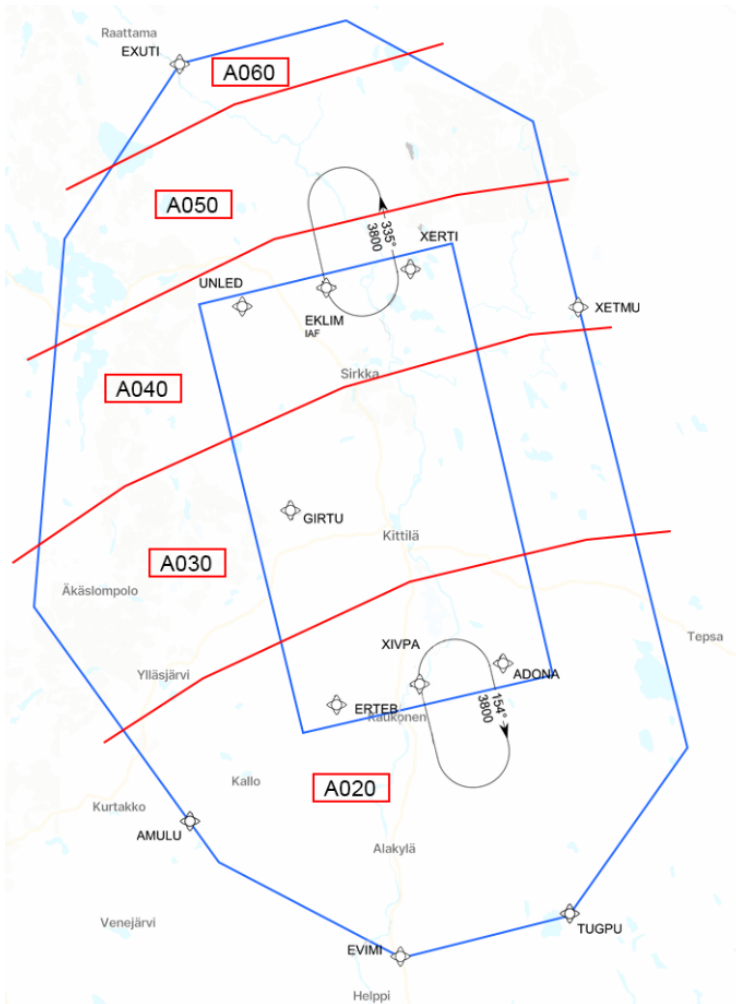 Raattama
EXUTI
A060
A050
335°
3800
XERTI
UNLED
EKLIM
IAF
XETMU
Sirkka
A040
GIRTU
Kittilä
A030
Äkäslompolo
Tepsa
XIVPA
Ylläsjärvi
ADONA
ERTEB
Kaukonen
154°
3800
Kallo
A020
Kurtakko
AMULU
Alakylä
Venejärvi
TUGPU
EVIMI
Helppi